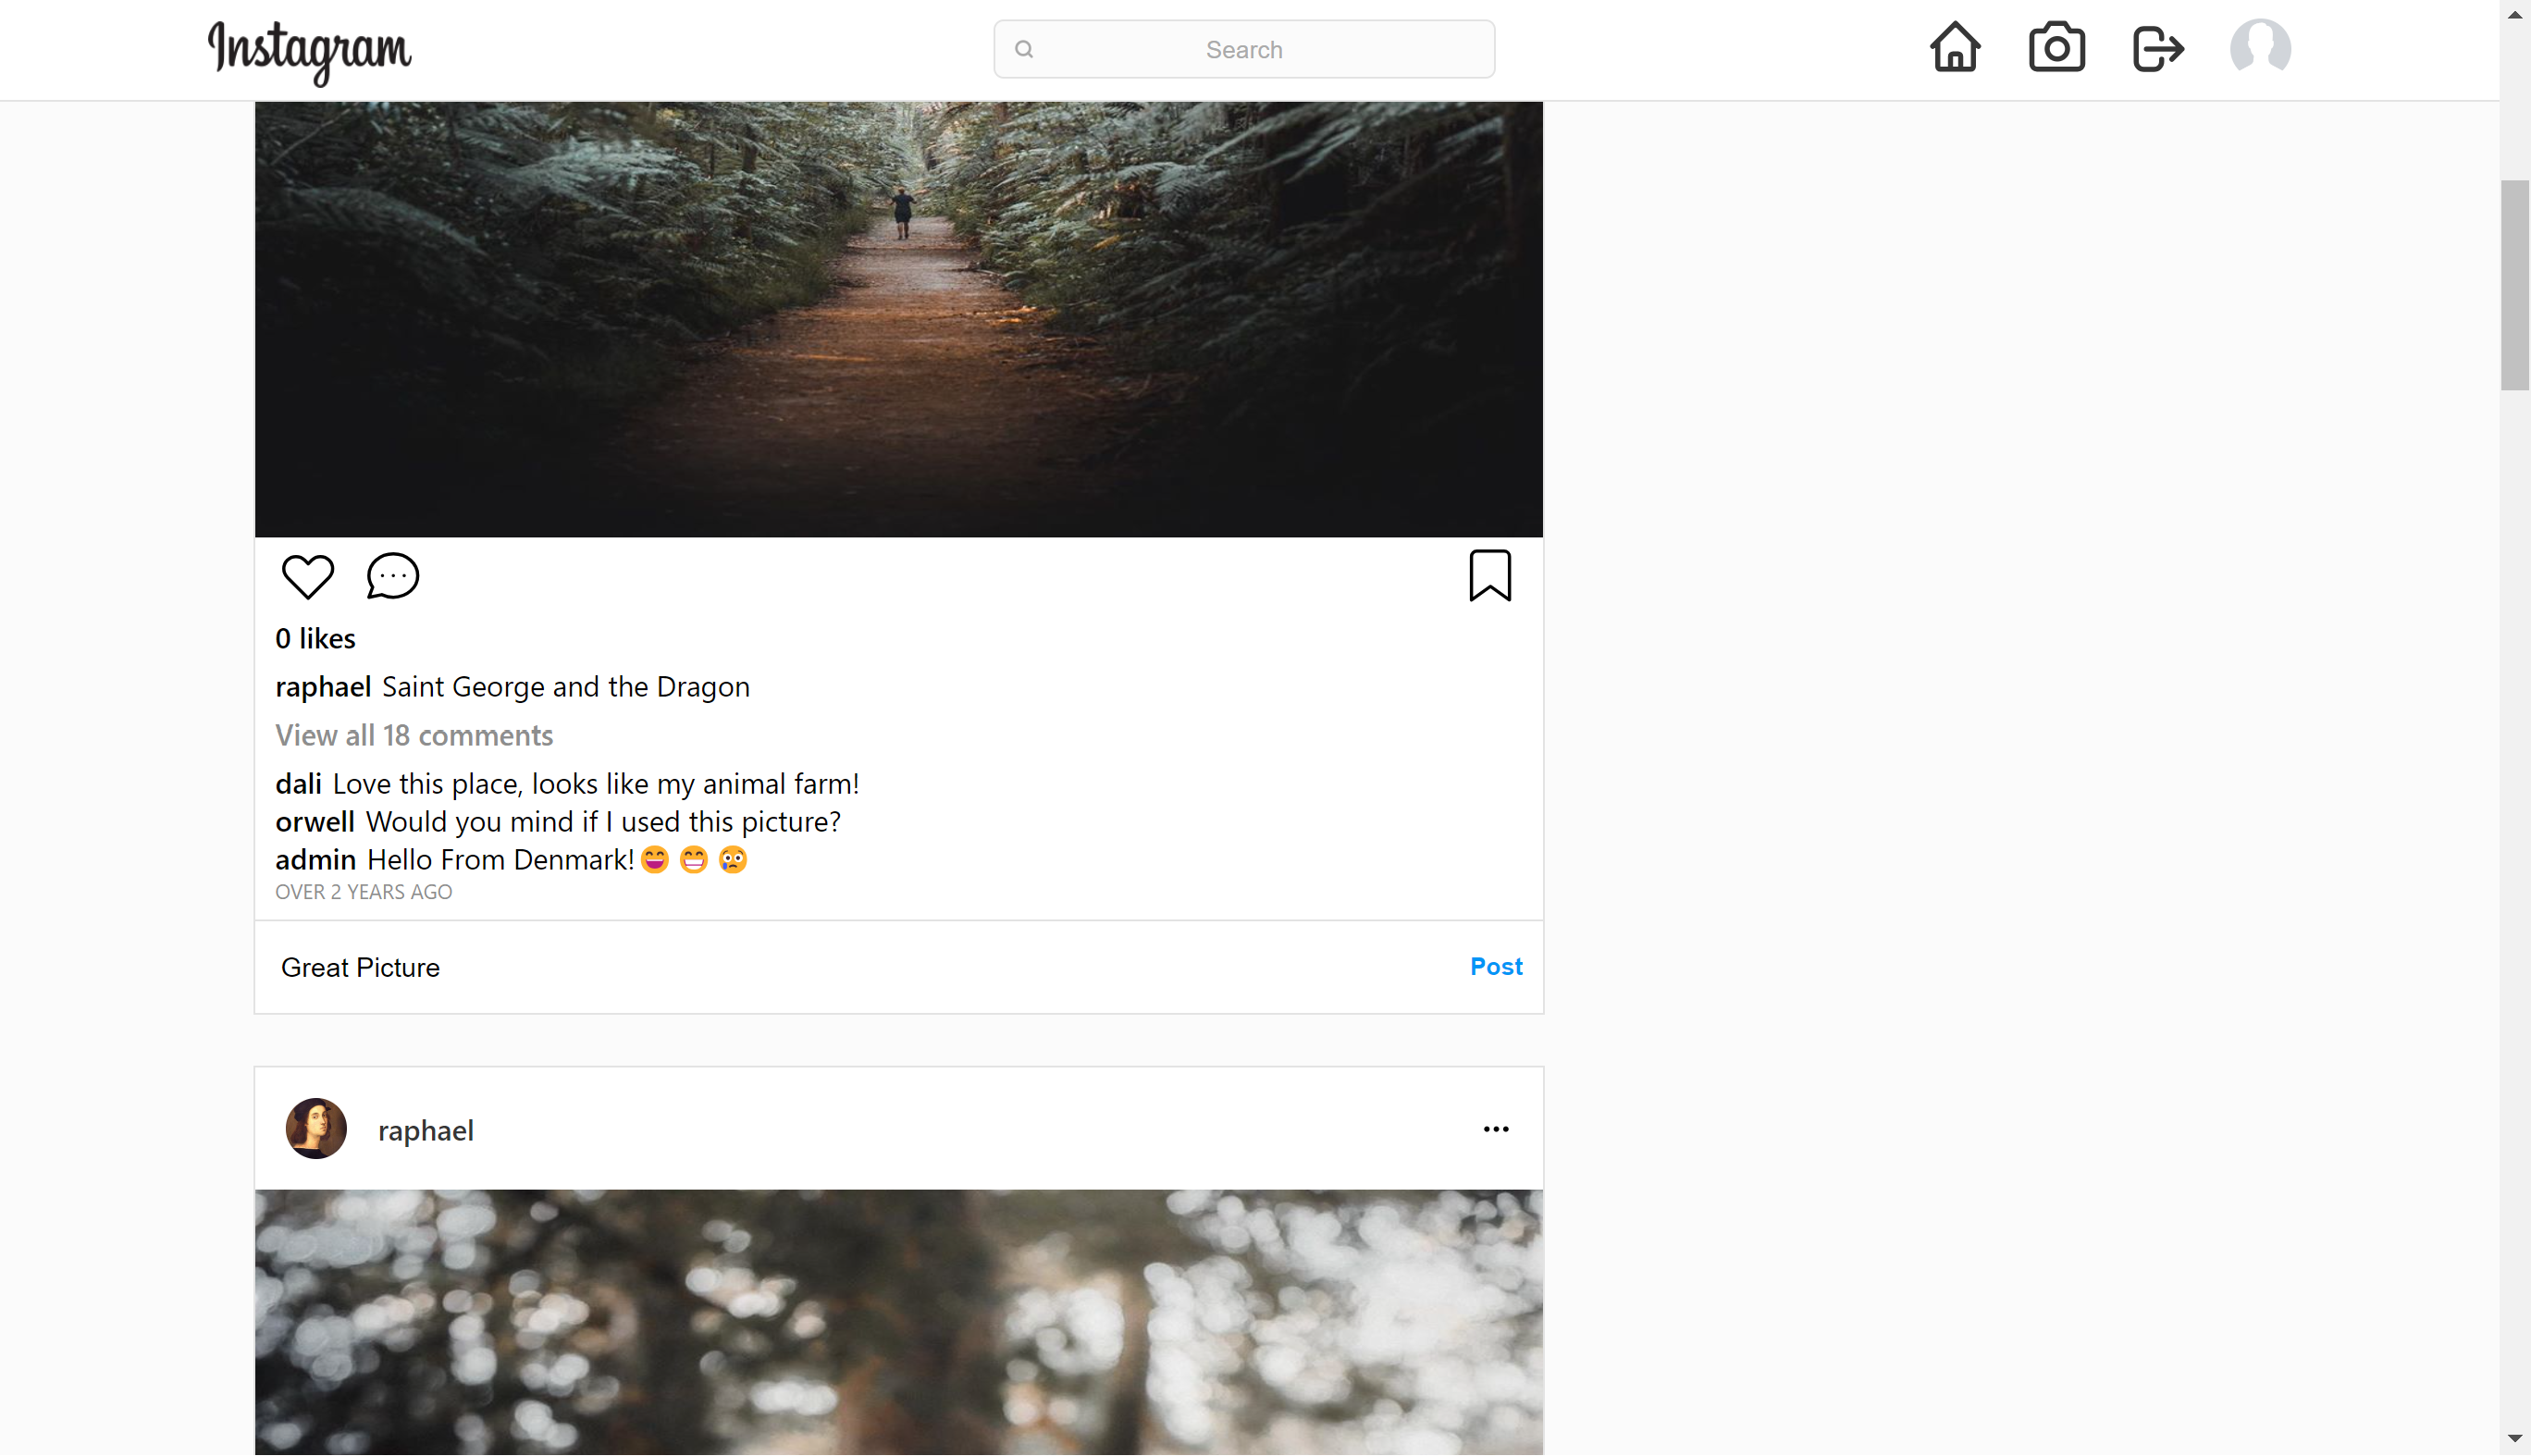 Instagram
Search
0 likes
raphael Saint George and the Dragon
View all 18 comments
dali Love this place, looks like my animal farm!
orwell Would you mind if I used this picture?
admin Hello From Denmark!😄 😁 😢
OVER 2 YEARS AGO
Great Picture
Post
raphael